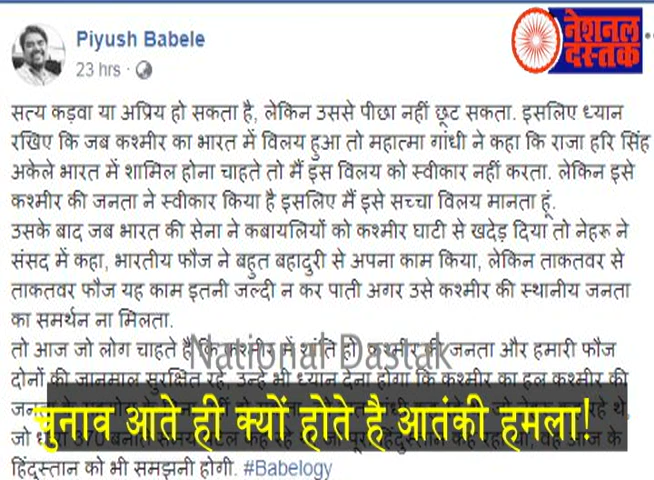 Piyush Babele
23 hrs ·
नेशनल
दस्तक
सत्य कड़वा या अप्रिय हो सकता है, लेकिन उससे पीछा नहीं छूट सकता. इसलिए ध्यान
रखिए कि जब कश्मीर का भारत में विलय हुआ तो महात्मा गांधी ने कहा कि राजा हरि सिंह
अकेले भारत में शामिल होना चाहते तो मैं इस विलय को स्वीकार नहीं करता. लेकिन इसे
कश्मीर की जनता ने स्वीकार किया है इसलिए मैं इसे सच्चा विलय मानता हूं.
उसके बाद जब भारत की सेना ने कबायलियों को कश्मीर घाटी से खदेड़ दिया तो नेहरू ने
संसद में कहा, भारतीय फौज ने बहुत बहादुरी से अपना काम किया, लेकिन ताकतवर से
ताकतवर फौज यह काम इतनी जल्दी न कर पाती अगर उसे कश्मीर की स्थानीय जनता
का समर्थन ना मिलता.
National Dastak
तो आज जो लोग चाहते हैं कि कश्मीर में शांति हो, कश्मीर की जनता और हमारी फौज
दोनों की जानमाल सुरक्षित रहे, उन्हें भी ध्यान देना होगा कि कश्मीर का हल कश्मीर की
चुनाव आते ही क्यों होते है आतंकी हमला!
हिंदुस्तान को भी समझनी होगी. #Babelogy